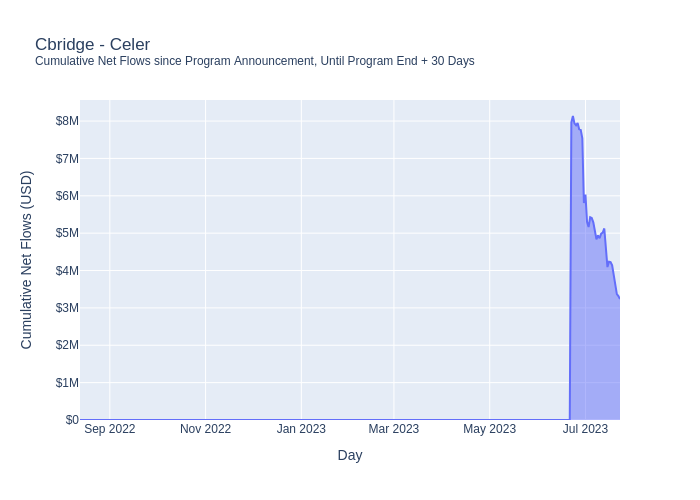 Cbridge - Celer
Cumulative Net Flows since Program Announcement, Until Program End + 30 Days
Cumulative Net Flows (USD)
$8M
$7M
$6M
$5M
$4M
$3M
$2M
$1M
$0
Sep 2022
Nov 2022
Jan 2023
Mar 2023
May 2023
Jul 2023
Day